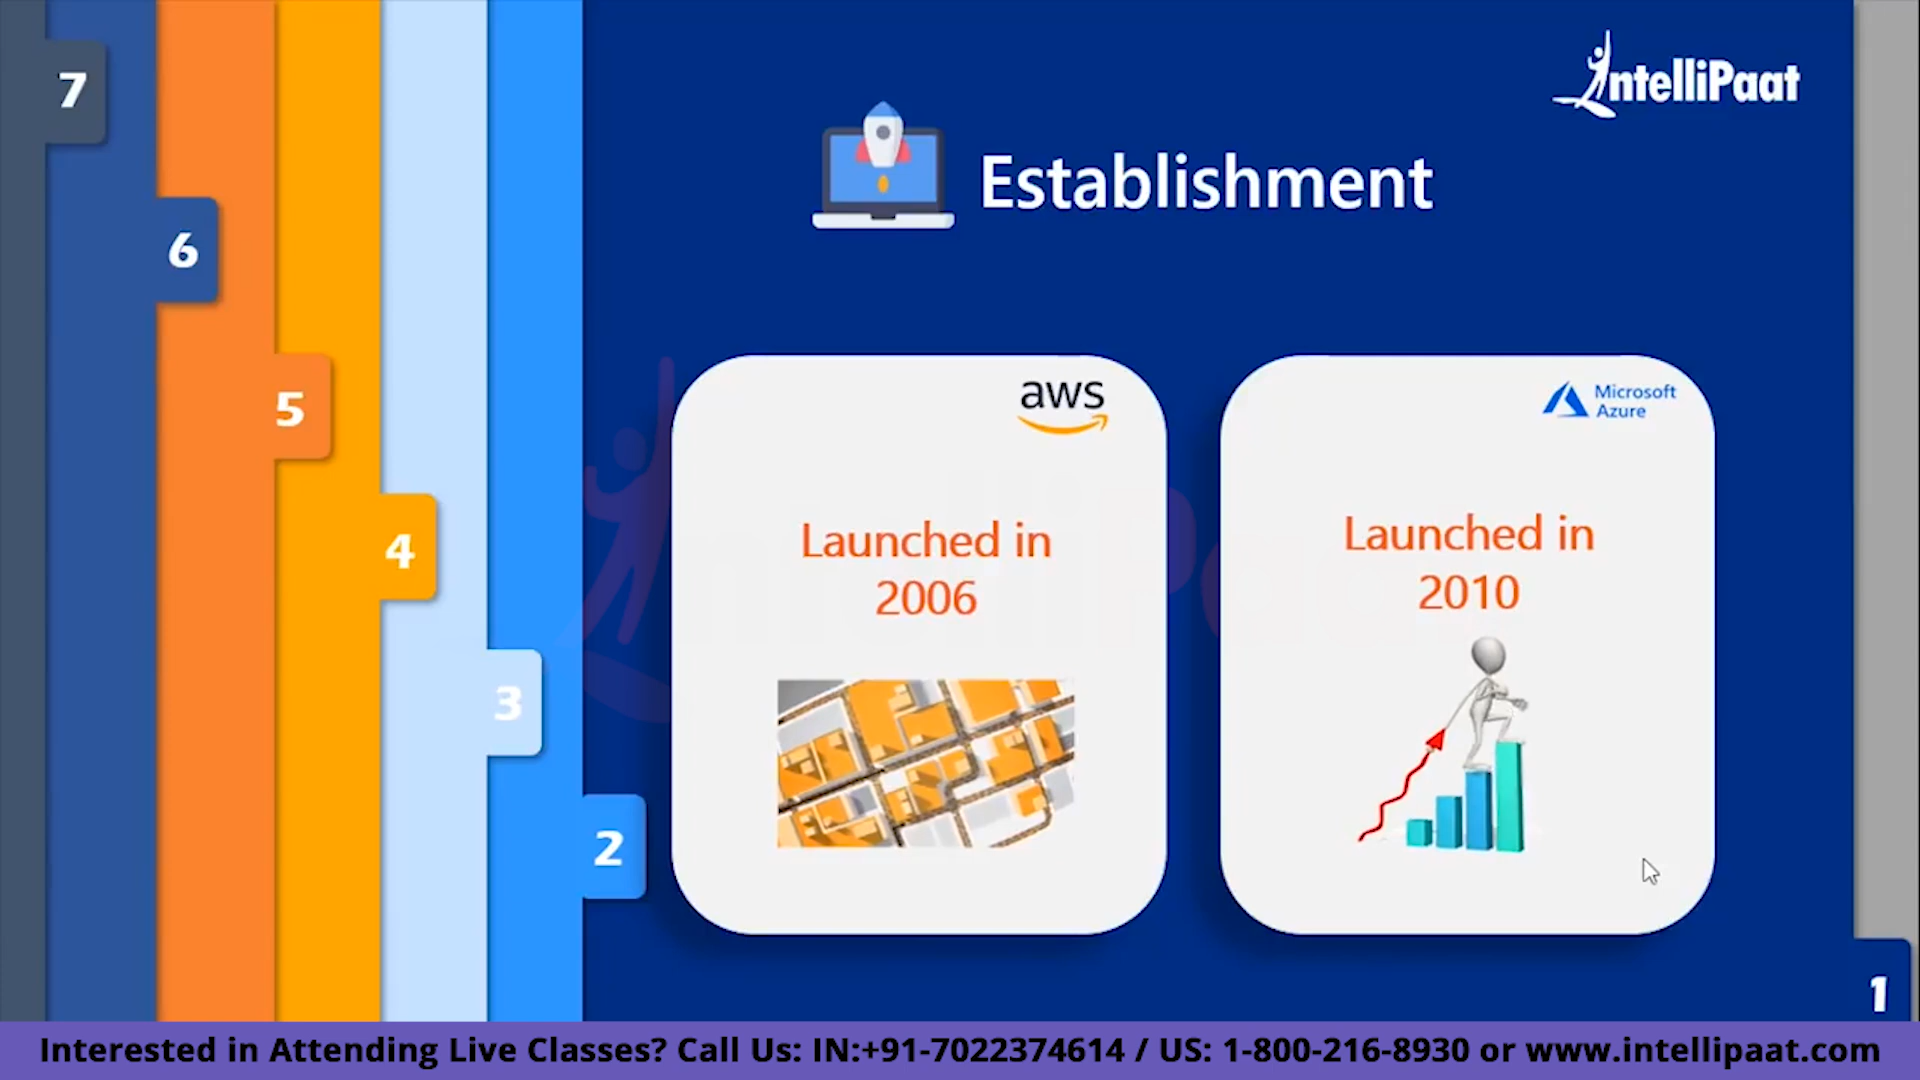 7
6
5
4
3
2
1
IntelliPaat
Establishment
aws
Launched in
2006
Microsoft
Azure
Launched in
2010
Interested in Attending Live Classes? Call Us: IN:+91-7022374614 / US: 1-800-216-8930 or www.intellipaat.com